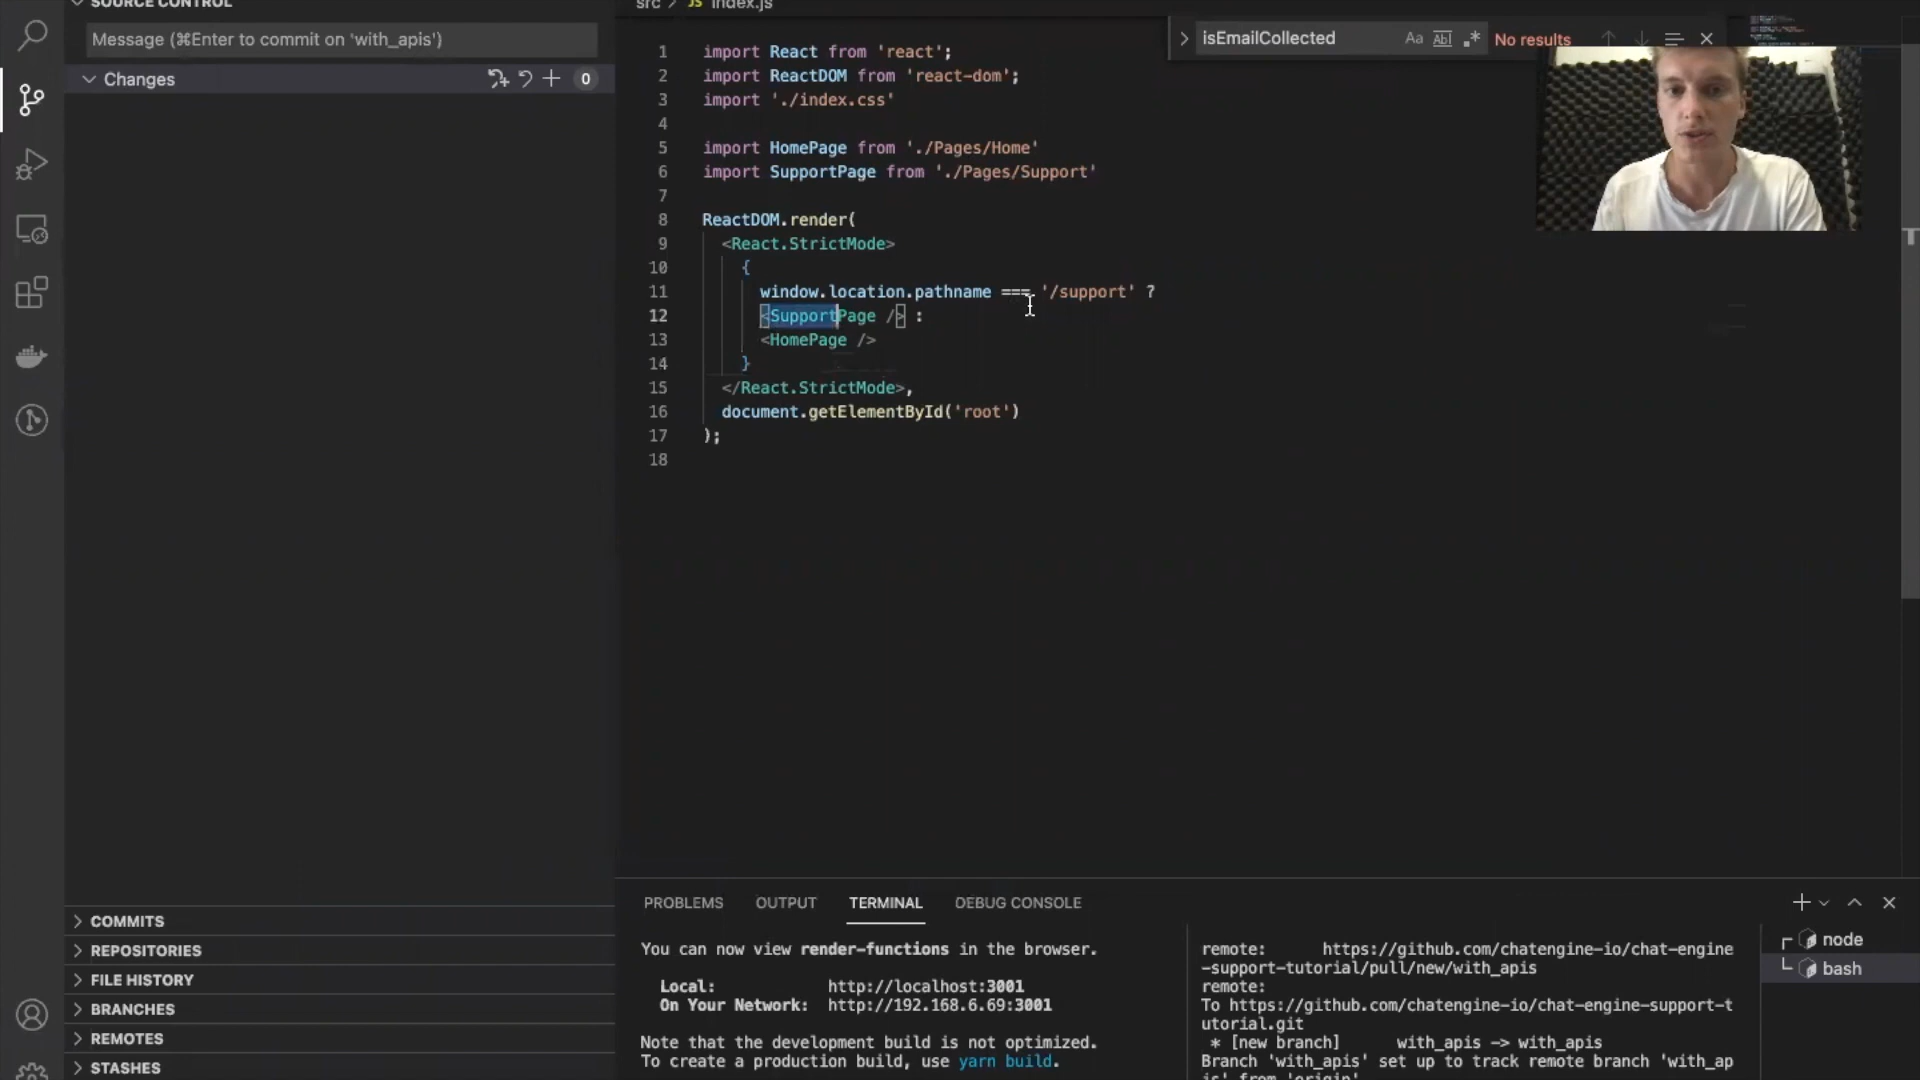 SOURCE CONTROL
Message (⌘Enter to commit on 'with_apis')
Changes
0
src > JS index.js
isEmailCollected
Aa Abl .*
No results
1 import React from 'react';
2 import ReactDOM from 'react-dom';
3 import './index.css'
4
5 import HomePage from './Pages/Home'
6 import SupportPage from './Pages/Support'
7
8 ReactDOM.render(
9 <React.StrictMode>
10 {
11 window.location.pathname === '/support' ?
12 <SupportPage /> :
13 <HomePage />
14 }
15 </React.StrictMode>,
16 document.getElementById('root')
17 );
18
COMMITS
REPOSITORIES
FILE HISTORY
BRANCHES
REMOTES
STASHES
PROBLEMS OUTPUT TERMINAL DEBUG CONSOLE
You can now view render-functions in the browser.
Local: http://localhost:3001
On Your Network: http://192.168.6.69:3001
Note that the development build is not optimized.
To create a production build, use yarn build.
remote: https://github.com/chatengine-io/chat-engine
-support-tutorial/pull/new/with_apis
remote:
To https://github.com/chatengine-io/chat-engine-support-t
utorial.git
* [new branch] with_apis -> with_apis
Branch 'with_apis' set up to track remote branch 'with_ap
is' from 'origin'
node
bash